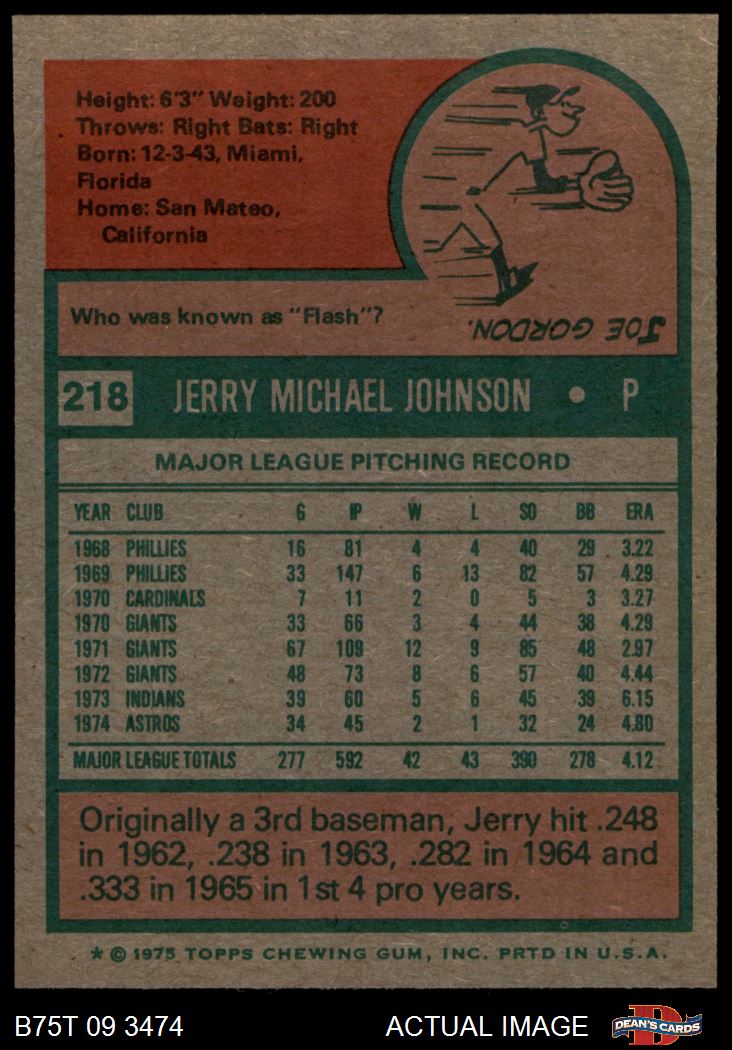 Height: 6'3" Weight: 200
Throws: Right Bats: Right
Born: 12-3-43, Miami,
Florida
Home: San Mateo,
California
Who was known as "Flash"?
JOE GORDON.
218 JERRY MICHAEL JOHNSON • P
MAJOR LEAGUE PITCHING RECORD
YEAR CLUB G IP W L SO BB ERA
1968 PHILLIES 16 81 4 4 40 29 3.22
1969 PHILLIES 33 147 6 13 82 57 4.29
1970 CARDINALS 7 11 2 0 5 3 3.27
1970 GIANTS 33 66 3 4 44 38 4.29
1971 GIANTS 67 109 12 9 85 48 2.97
1972 GIANTS 48 73 8 6 57 40 4.44
1973 INDIANS 39 60 5 6 45 39 6.15
1974 ASTROS 34 45 2 1 32 24 4.80
MAJOR LEAGUE TOTALS 277 592 42 43 390 278 4.12
Originally a 3rd baseman, Jerry hit .248
in 1962, .238 in 1963, .282 in 1964 and
.333 in 1965 in 1st 4 pro years.
* © 1975 TOPPS CHEWING GUM, INC. PRTD IN U.S.A.
B75T 09 3474 ACTUAL IMAGE D DEAN'S CARDS